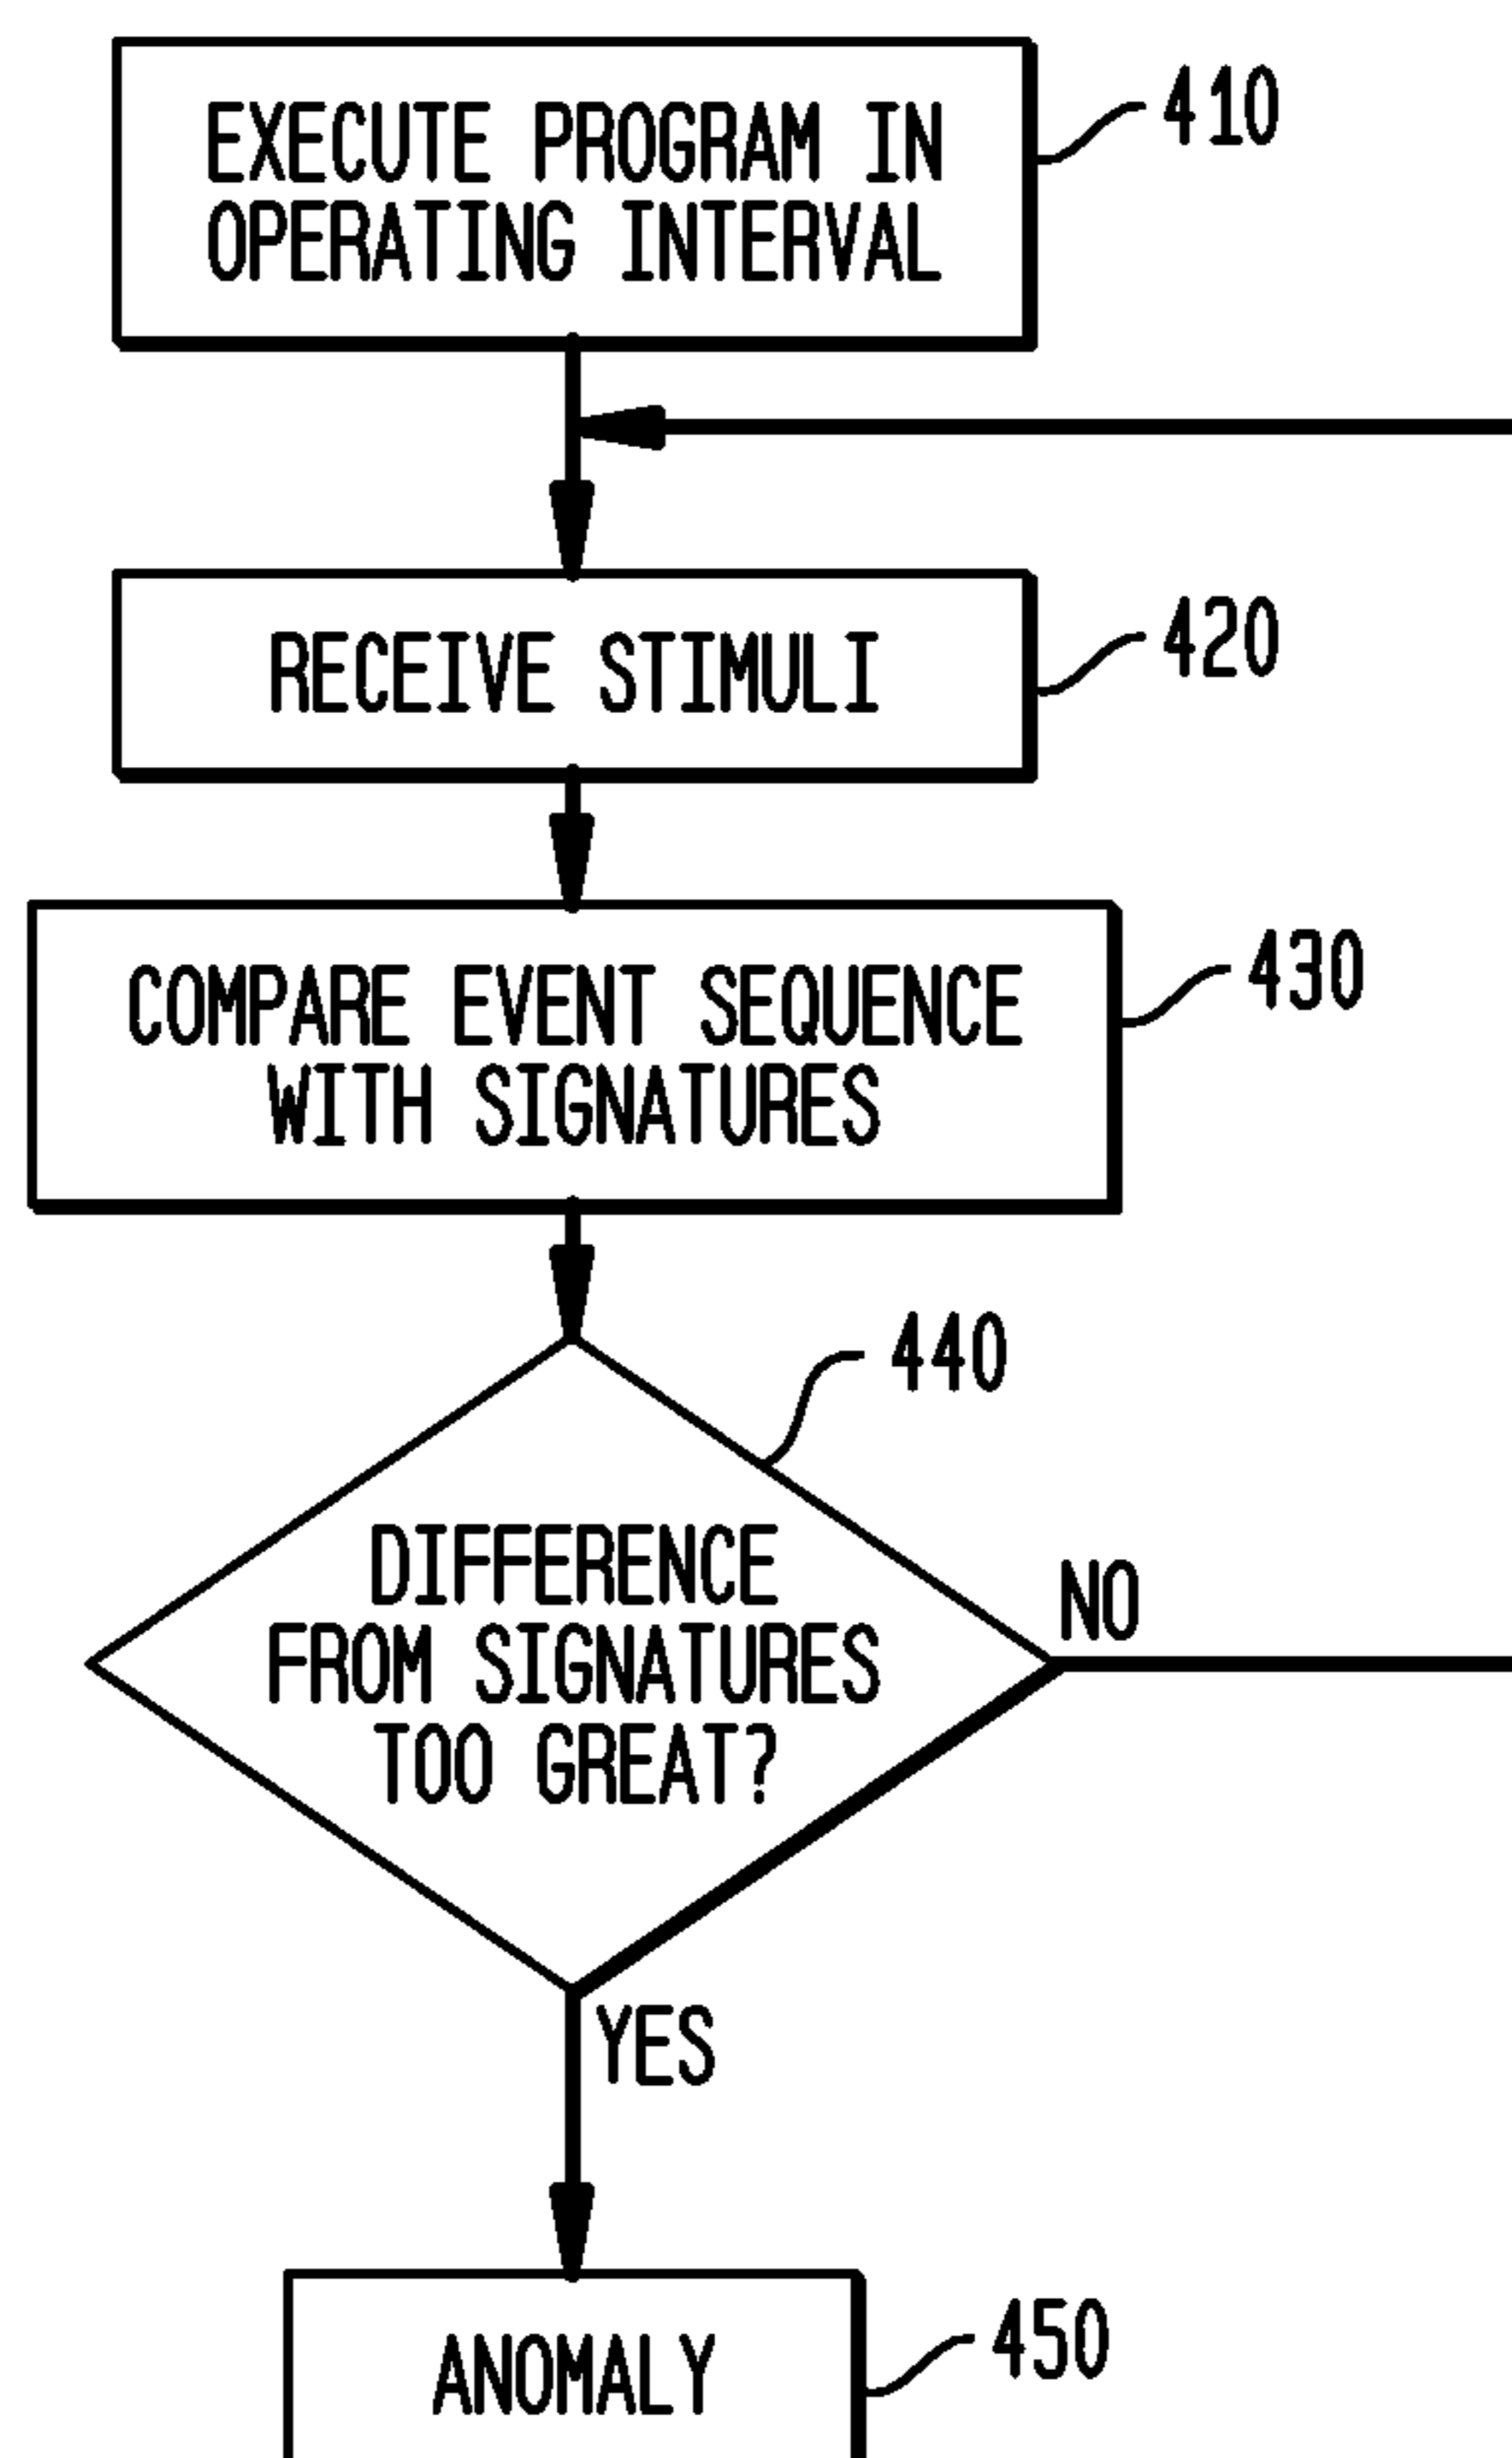 EXECUTE PROGRAM IN
OPERATING INTERVAL
410
RECEIVE STIMULI
420
COMPARE EVENT SEQUENCE
WITH SIGNATURES
430
440
DIFFERENCE
FROM SIGNATURES
TOO GREAT?
NO
YES
ANOMALY
450